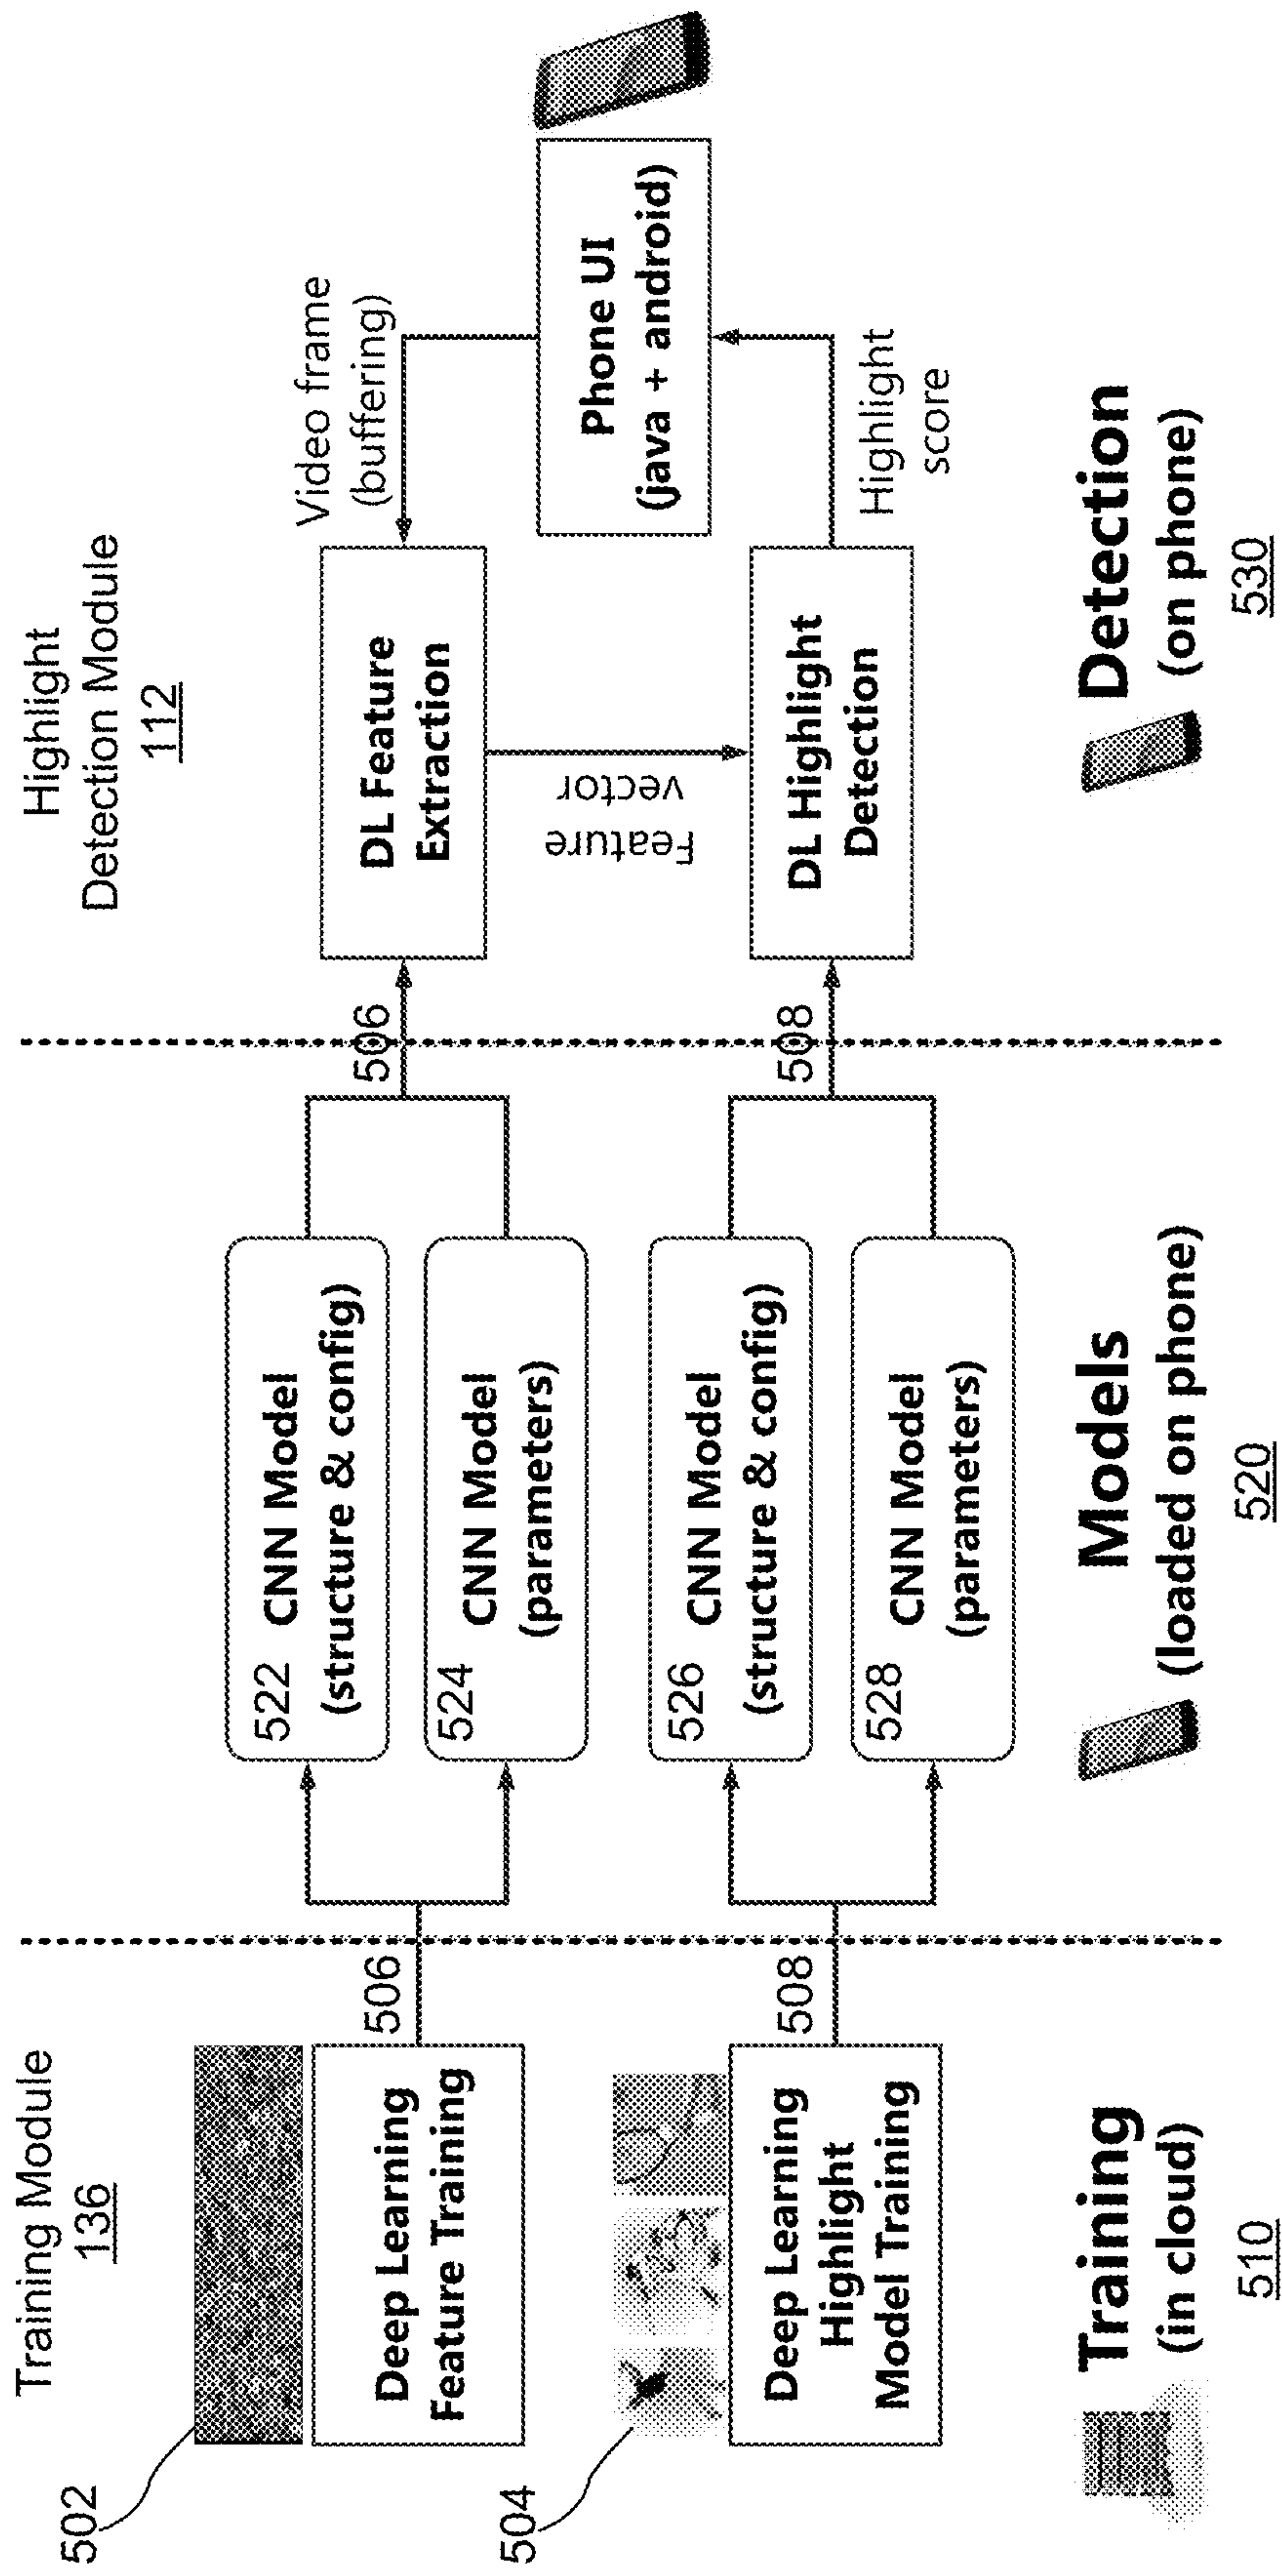 Training Module
136
502
Deep Learning
Feature Training
506
504
Deep Learning
Highlight
Model Training
508
Training
(in cloud)
510
522
CNN Model
(structure & config)
524
CNN Model
(parameters)
506
526
CNN Model
(structure & config)
528
CNN Model
(parameters)
508
Models
(loaded on phone)
520
Highlight
Detection Module
112
DL Feature
Extraction
Video frame
(buffering)
Feature
vector
Phone UI
(java + android)
DL Highlight
Detection
Highlight
score
Detection
(on phone)
530